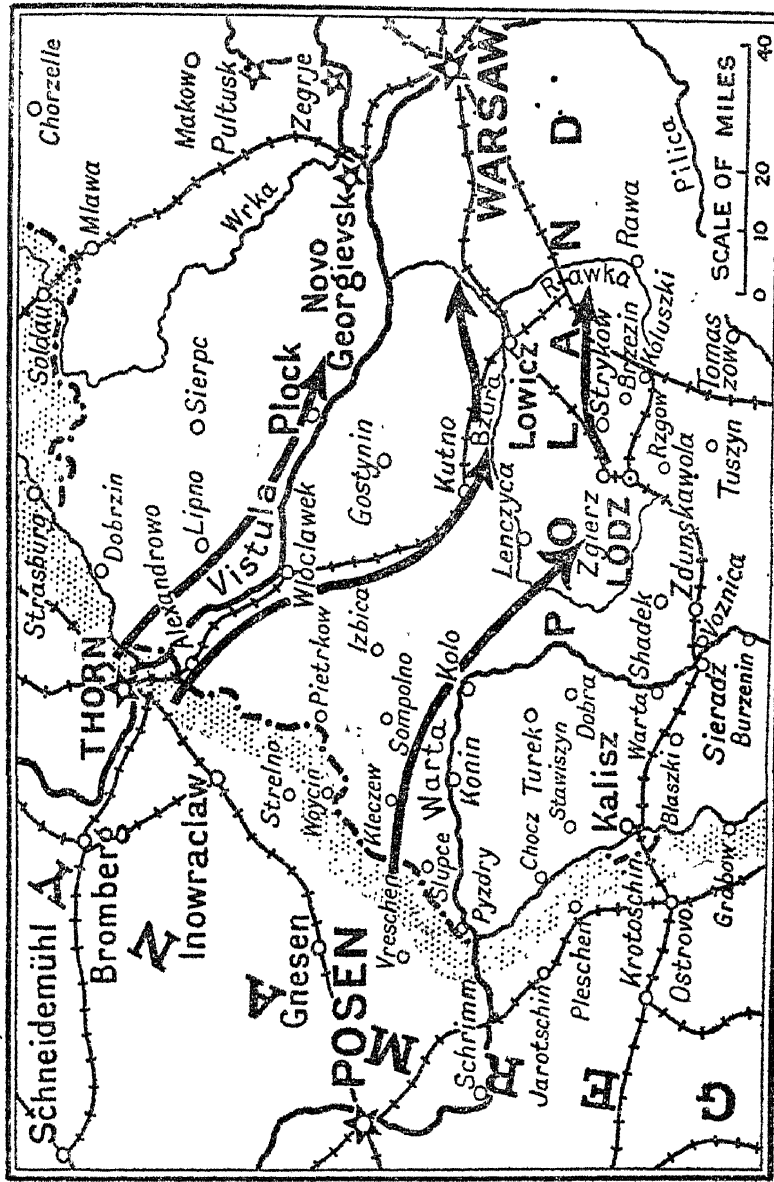 Schneidemühl
Bromberg
Inowraclaw
Gnesen
POSEN
Schrimm
Jarotschin
Pleschen
Krotoschin
Ostrovo
Grabow
GERMANY
THORN
Strasburg
Soldau
Mlawa
Chorzelle
Makow
Pultusk
Zegrje
Dobrzin
Alexandrowo
Lipno
Sierpc
Wrka
Vistula
Plock
Novo
Georgievsk
WARSAW
Wloclawek
Gostynin
Strelno
Woycin
Pietrkow
Izbica
Kutno
Bzura
Kleczew
Sompolno
Vreschen
Slupce
Warta
Kolo
Konin
Pyzdry
Lenczyca
Lowicz
POLAND
Chocz
Turek
Stawiszyn
Dobra
Zgierz
LODZ
Strykow
Brzezin
Koluszki
Rawka
Rawa
Pilica
Kalisz
Warta
Shadek
Zdunskawola
Rzgow
Tuszyn
Tomas
zow
Blaszki
Sieradz
Voznica
Burzenin
SCALE OF MILES
0 10 20 40